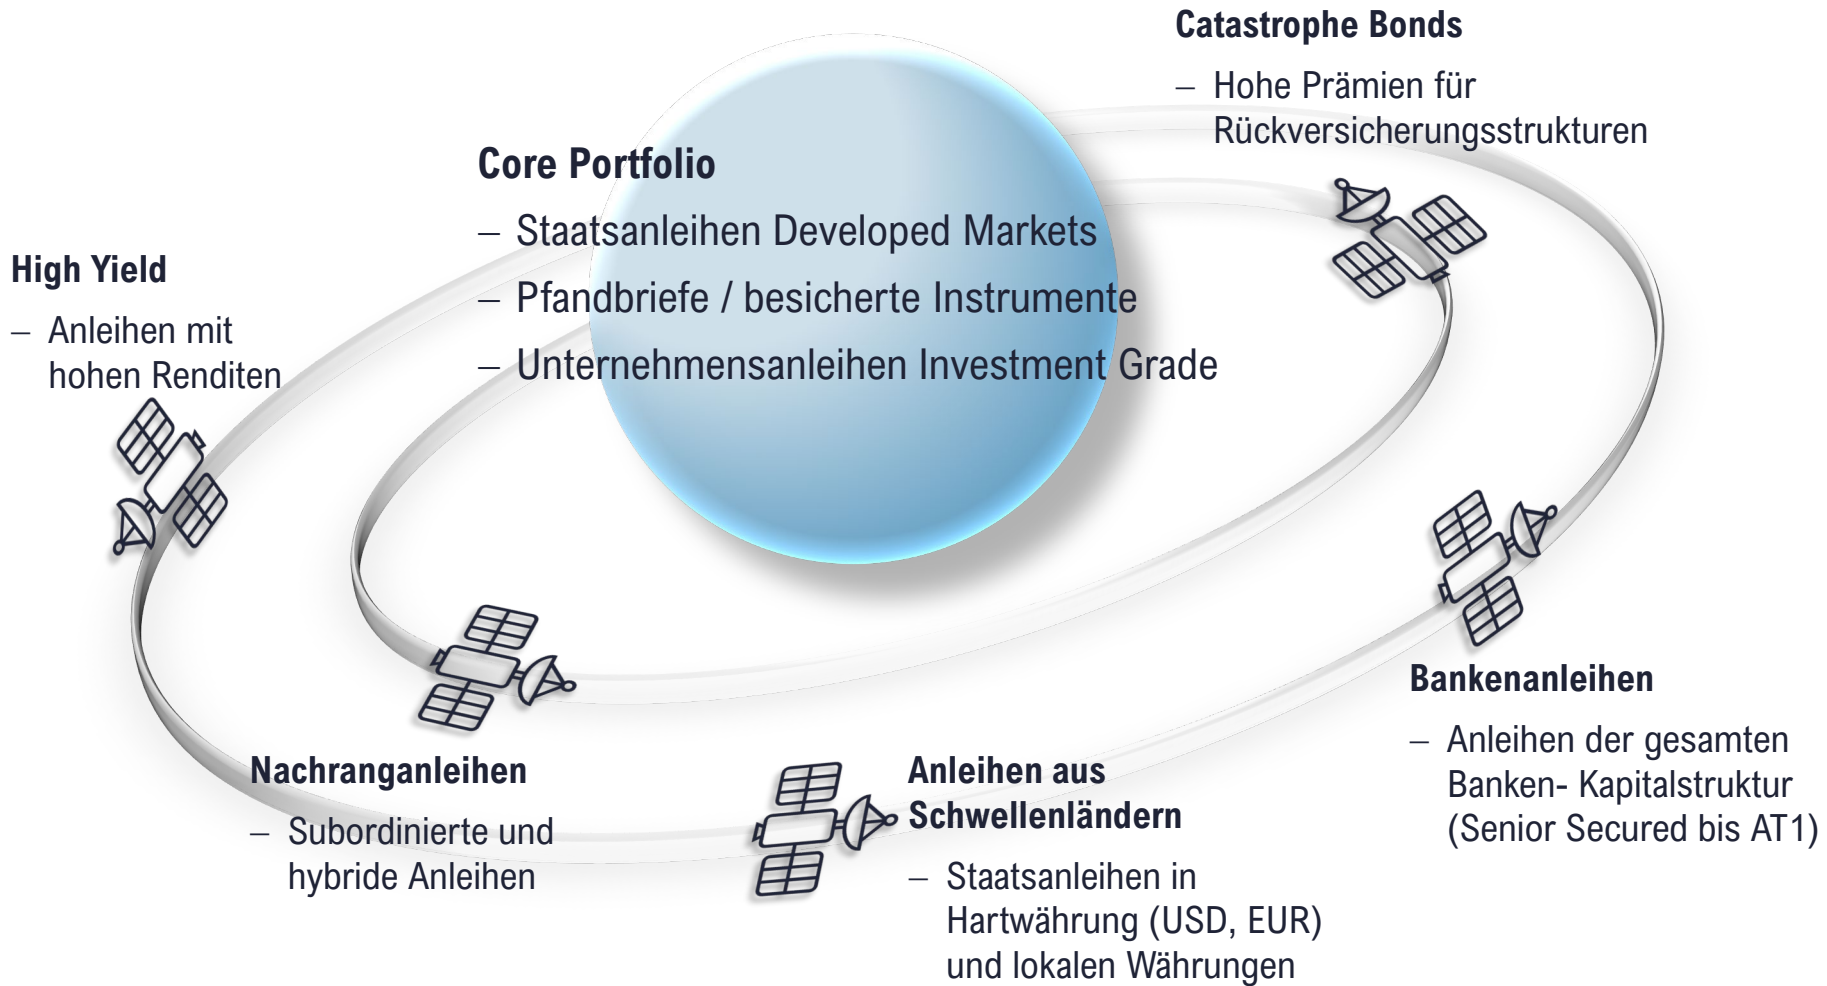 Catastrophe Bonds
– Hohe Prämien für
Rückversicherungsstrukturen
Core Portfolio
– Staatsanleihen Developed Markets
– Pfandbriefe / besicherte Instrumente
– Unternehmensanleihen Investment Grade
High Yield
– Anleihen mit
hohen Renditen
Bankenanleihen
– Anleihen der gesamten
Banken- Kapitalstruktur
(Senior Secured bis AT1)
Nachranganleihen
– Subordinierte und
hybride Anleihen
Anleihen aus
Schwellenländern
– Staatsanleihen in
Hartwährung (USD, EUR)
und lokalen Währungen